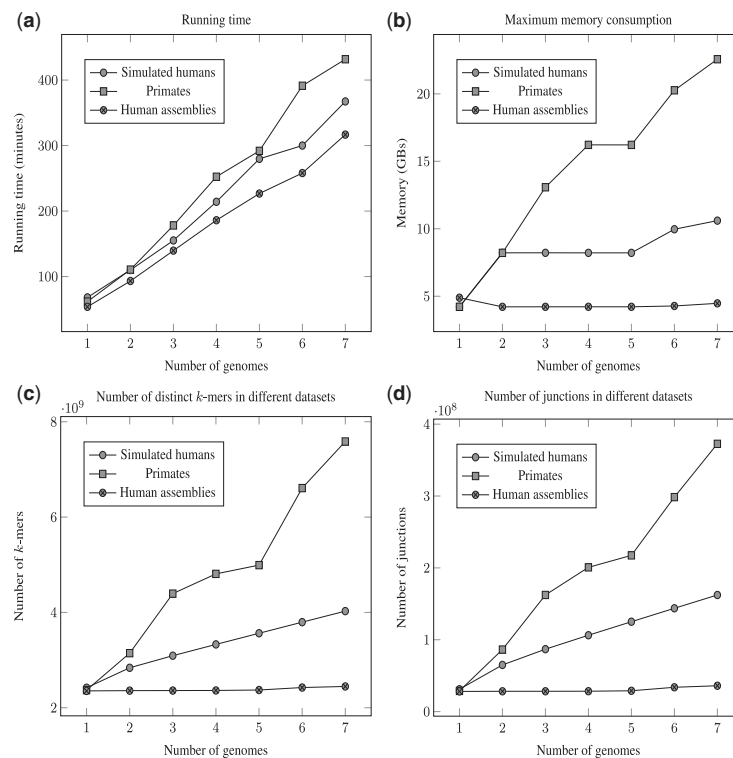 (a)
Running time
Simulated humans
Primates
Human assemblies
400
300
200
100
Running time (minutes)
1 2 3 4 5 6 7
Number of genomes
(b)
Maximum memory consumption
Simulated humans
Primates
Human assemblies
20
15
10
5
Memory (GBs)
1 2 3 4 5 6 7
Number of genomes
(c)
Number of distinct k-mers in different datasets
·10⁹
Simulated humans
Primates
Human assemblies
8
6
4
2
Number of k-mers
1 2 3 4 5 6 7
Number of genomes
(d)
Number of junctions in different datasets
·10⁸
Simulated humans
Primates
Human assemblies
4
3
2
1
0
Number of junctions
1 2 3 4 5 6 7
Number of genomes